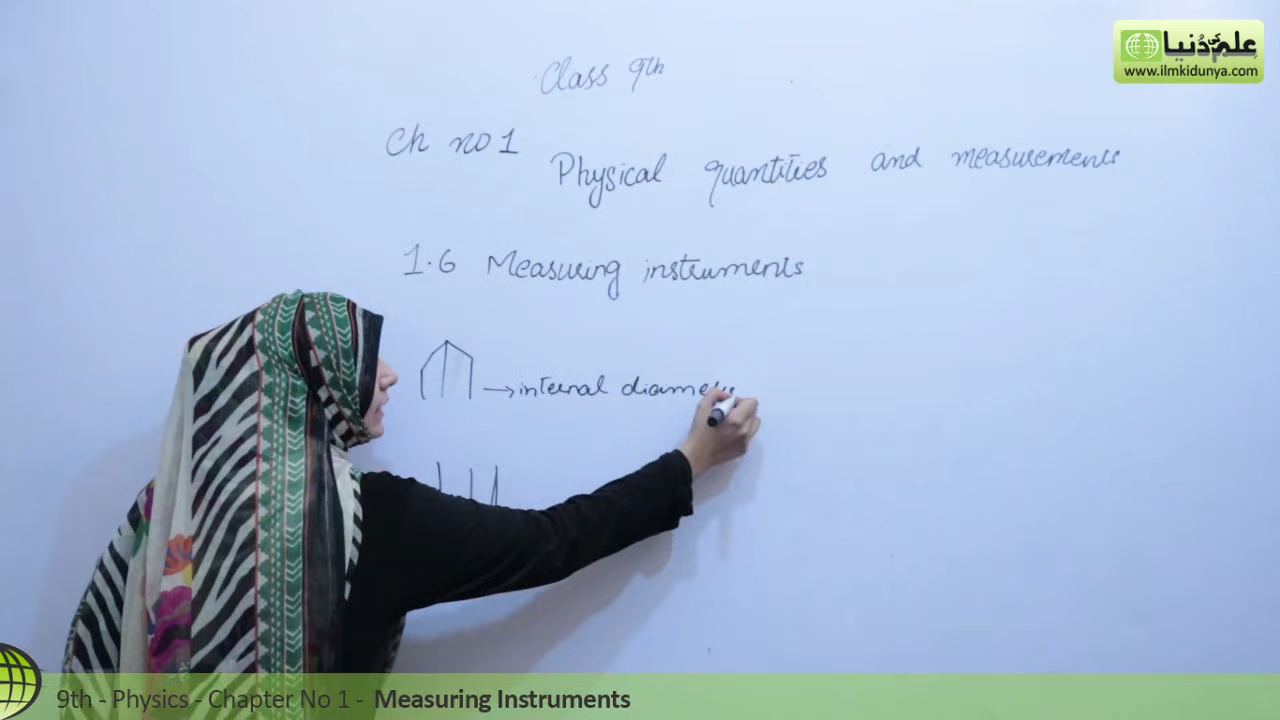 علم کی دنیا
www.ilmkidunya.com
Class 9th
Ch no 1
Physical quantities and measurements
1.6 Measuring instruments
→internal diameter
9th - Physics - Chapter No 1 - Measuring Instruments